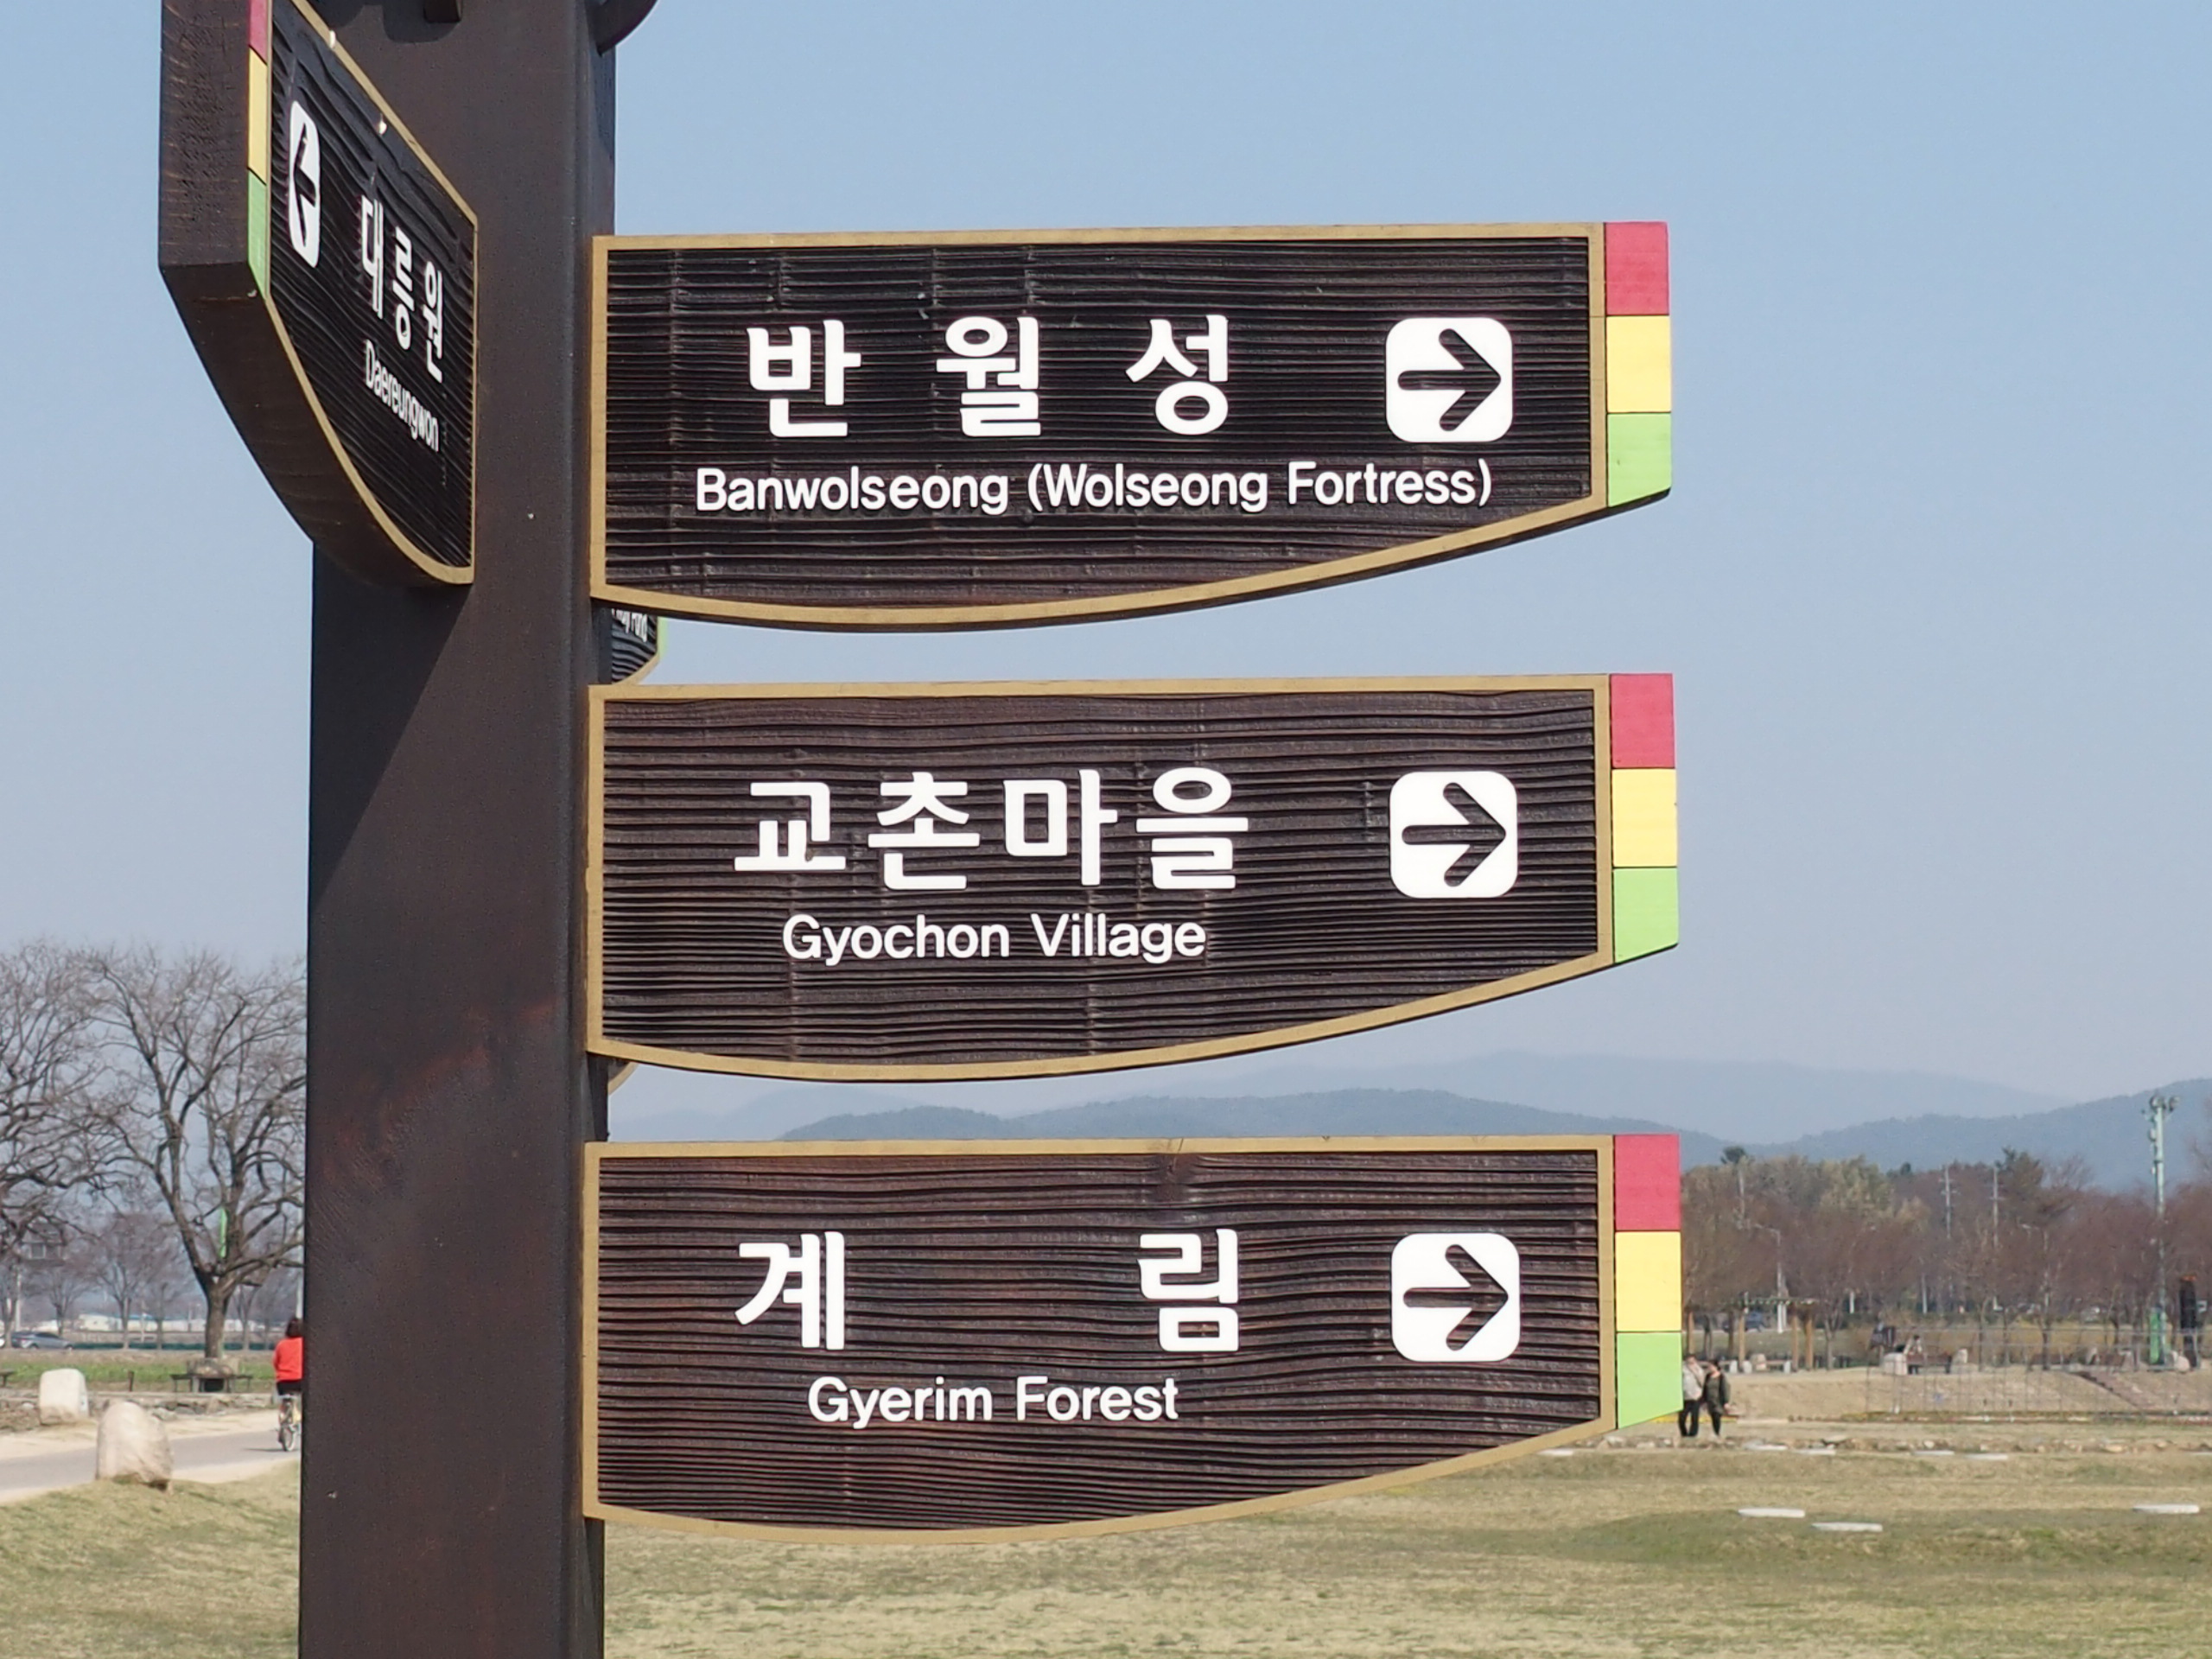 대릉원
Daereungwon
반월성
Banwolseong (Wolseong Fortress)
교촌마을
Gyochon Village
계림
Gyerim Forest